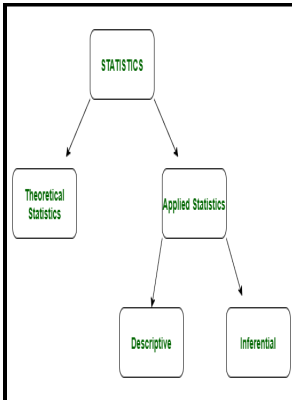 STATISTICS
Theoretical
Statistics
Applied Statistics
Descriptive
Inferential